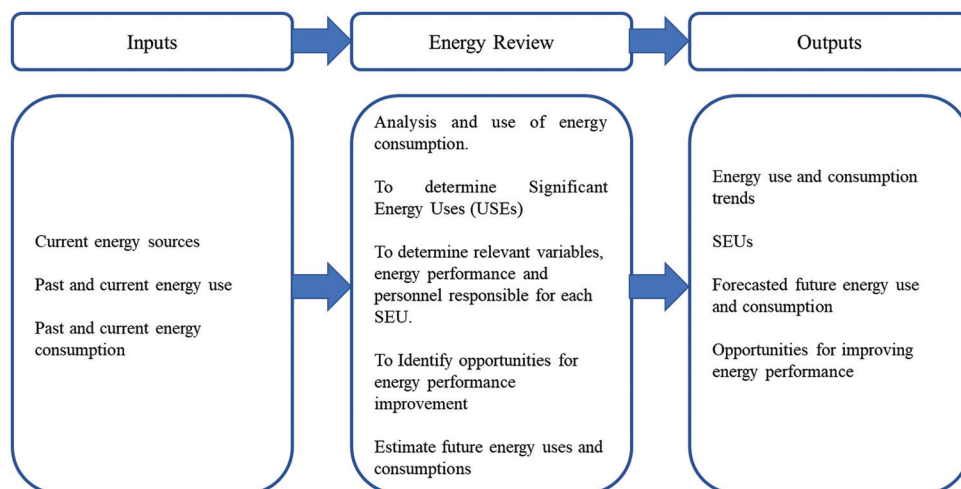 Inputs
Energy Review
Outputs
Current energy sources
Past and current energy use
Past and current energy
consumption
Analysis and use of energy
consumption.
To determine Significant
Energy Uses (USEs)
To determine relevant variables,
energy performance and
personnel responsible for each
SEU.
To Identify opportunities for
energy performance
improvement
Estimate future energy uses and
consumptions
Energy use and consumption
trends
SEUs
Forecasted future energy use
and consumption
Opportunities for improving
energy performance